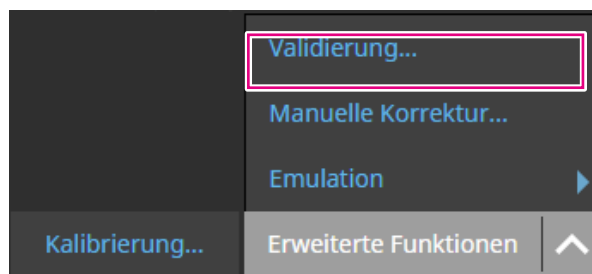 Validierung...
Manuelle Korrektur...
Emulation
Kalibrierung... Erweiterte Funktionen